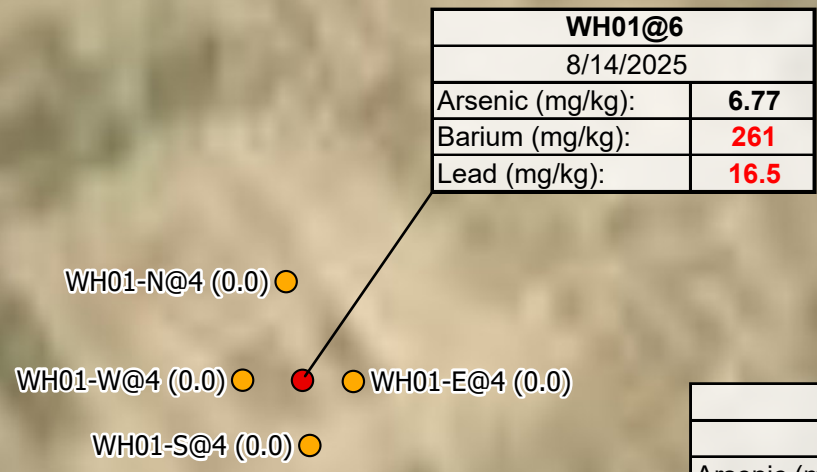 WH01@6
8/14/2025
Arsenic (mg/kg): 6.77
Barium (mg/kg): 261
Lead (mg/kg): 16.5
WH01-N@4 (0.0)
WH01-W@4 (0.0)
WH01-E@4 (0.0)
WH01-S@4 (0.0)
Arsenic